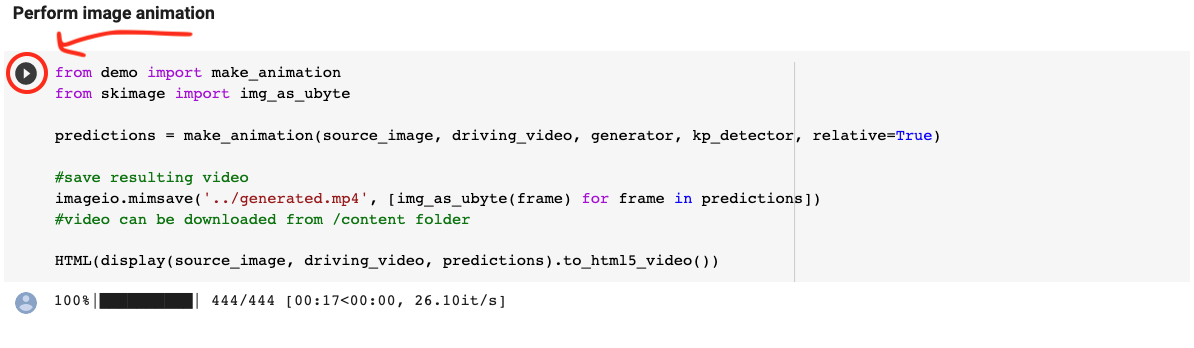 Perform image animation
from demo import make_animation
from skimage import img_as_ubyte
predictions = make_animation(source_image, driving_video, generator, kp_detector, relative=True)
#save resulting video
imageio.mimsave('../generated.mp4', [img_as_ubyte(frame) for frame in predictions])
#video can be downloaded from /content folder
HTML(display(source_image, driving_video, predictions).to_html5_video())
100%|██████████| 444/444 [00:17<00:00, 26.10it/s]